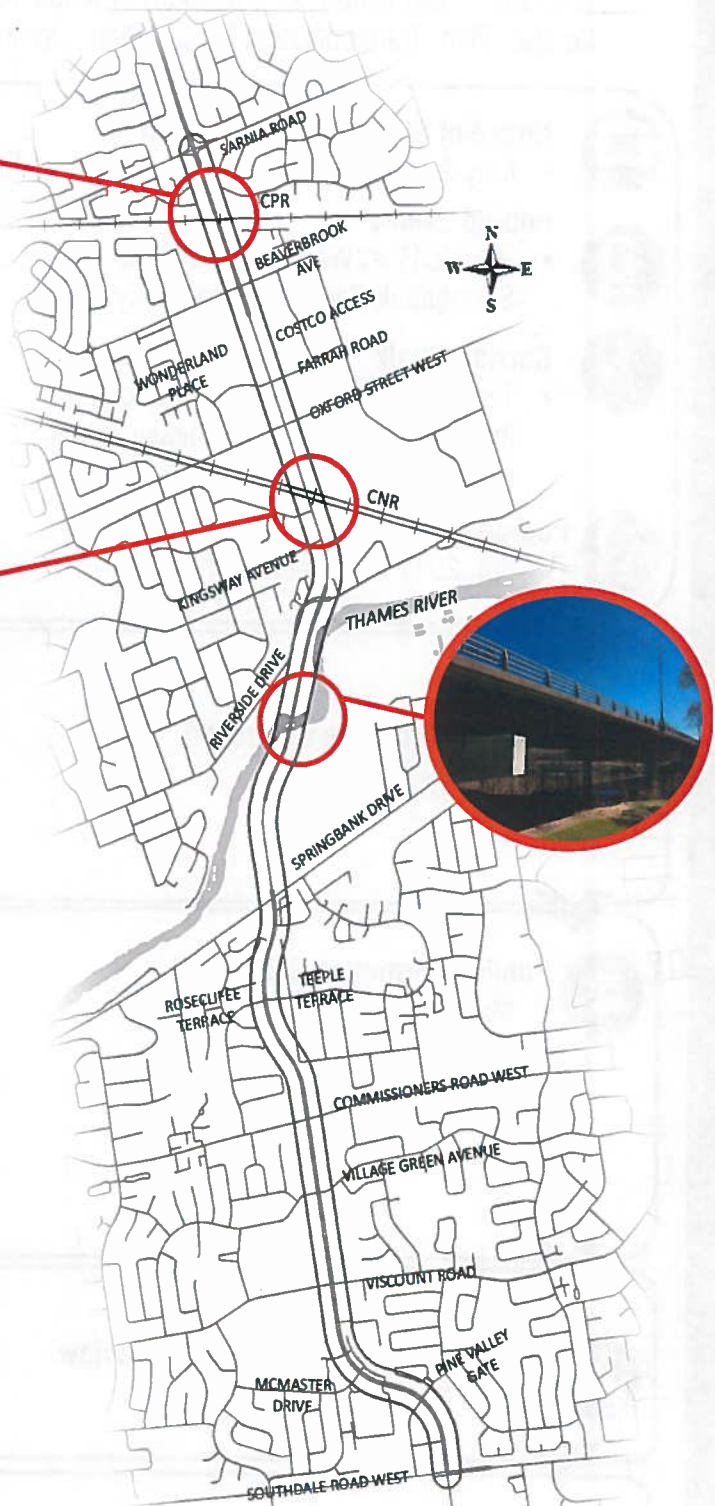 SARNIA ROAD
CPR
BEAVERBROOK
AVE
N
W E
S
COSTCO ACCESS
FARRAH ROAD
WONDERLAND
PLACE
OXFORD STREET WEST
CNR
KINGSWAY AVENUE
THAMES RIVER
RIVERSIDE DRIVE
SPRINGBANK DRIVE
TEEPLE
TERRACE
ROSECLIFFE
TERRACE
COMMISSIONERS ROAD WEST
VILLAGE GREEN AVENUE
VISCOUNT ROAD
PINE VALLEY
GATE
MCMASTER
DRIVE
SOUTHDALE ROAD WEST